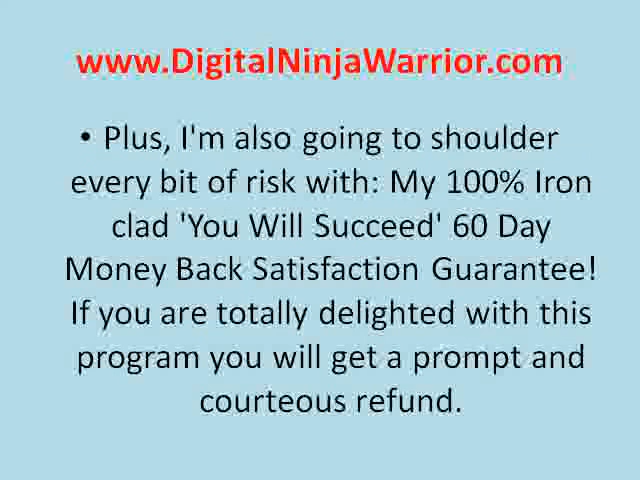 www.DigitalNinjaWarrior.com
• Plus, I'm also going to shoulder
every bit of risk with: My 100% Iron
clad 'You Will Succeed' 60 Day
Money Back Satisfaction Guarantee!
If you are totally delighted with this
program you will get a prompt and
courteous refund.